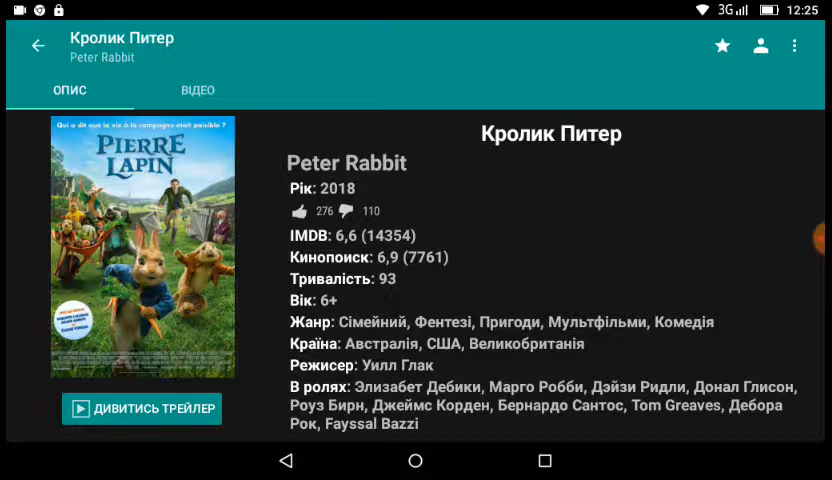 3G 12:25
Кролик Питер
Peter Rabbit
ОПИС ВІДЕО
Qui a dit que la vie à la campagne était paisible ?
PIERRE
LAPIN
Кролик Питер
Peter Rabbit
Рік: 2018
276 110
IMDB: 6,6 (14354)
Кинопоиск: 6,9 (7761)
Тривалість: 93
Вік: 6+
Жанр: Сімейний, Фентезі, Пригоди, Мультфільми, Комедія
Країна: Австралія, США, Великобританія
Режисер: Уилл Глак
В ролях: Элизабет Дебики, Марго Робби, Дэйзи Ридли, Донал Глисон,
Роуз Бирн, Джеймс Корден, Бернардо Сантос, Tom Greaves, Дебора
Рок, Fayssal Bazzi
ДИВИТИСЬ ТРЕЙЛЕР